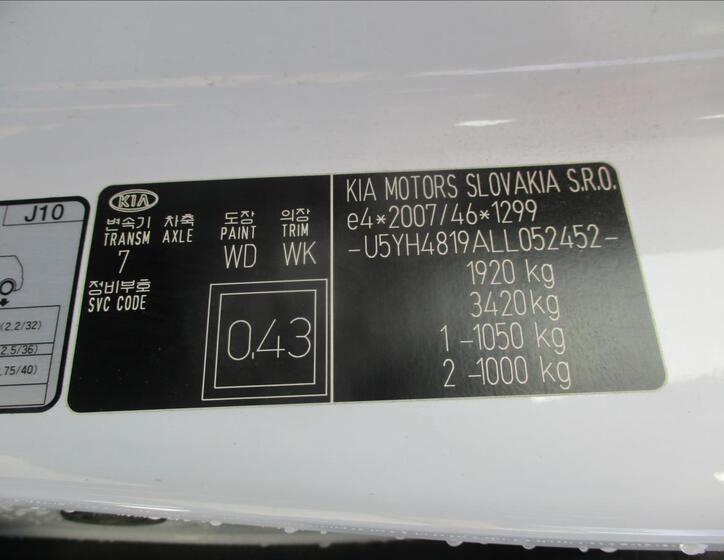 J10
(2.2/32)
2.5/36)
.75/40)
KIA
변속기 차축 도장 의장
TRANSM AXLE PAINT TRIM
7 WD WK
정비부호
SVC CODE
0.43
KIA MOTORS SLOVAKIA S.R.O.
e4*2007/46*1299
-U5YH4819ALL052452-
1920 kg
3420 kg
1 -1050 kg
2 -1000 kg